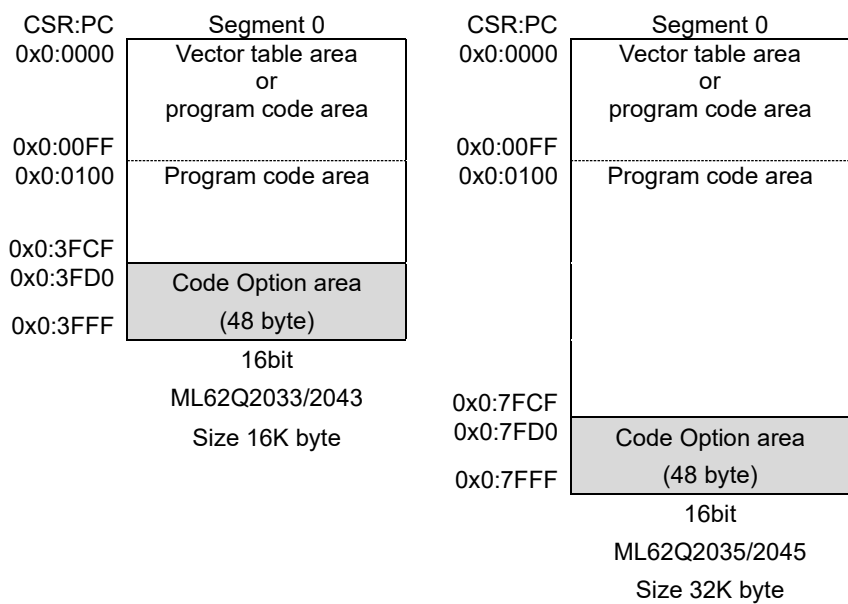 CSR:PC Segment 0
0x0:0000 Vector table area
or
program code area
0x0:00FF
0x0:0100 Program code area
0x0:3FCF
0x0:3FD0 Code Option area
0x0:3FFF (48 byte)
16bit
ML62Q2033/2043
Size 16K byte
CSR:PC Segment 0
0x0:0000 Vector table area
or
program code area
0x0:00FF
0x0:0100 Program code area
0x0:7FCF
0x0:7FD0 Code Option area
0x0:7FFF (48 byte)
16bit
ML62Q2035/2045
Size 32K byte